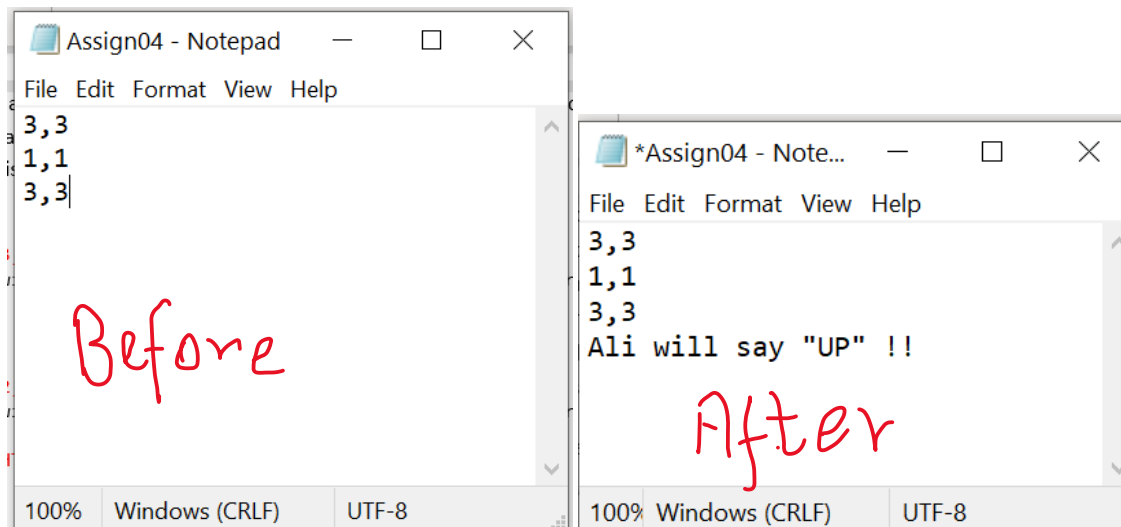 Assign04 - Notepad
File Edit Format View Help
3,3
1,1
3,3
Before
100% Windows (CRLF) UTF-8
*Assign04 - Note...
File Edit Format View Help
3,3
1,1
3,3
Ali will say "UP" !!
After
100% Windows (CRLF) UTF-8